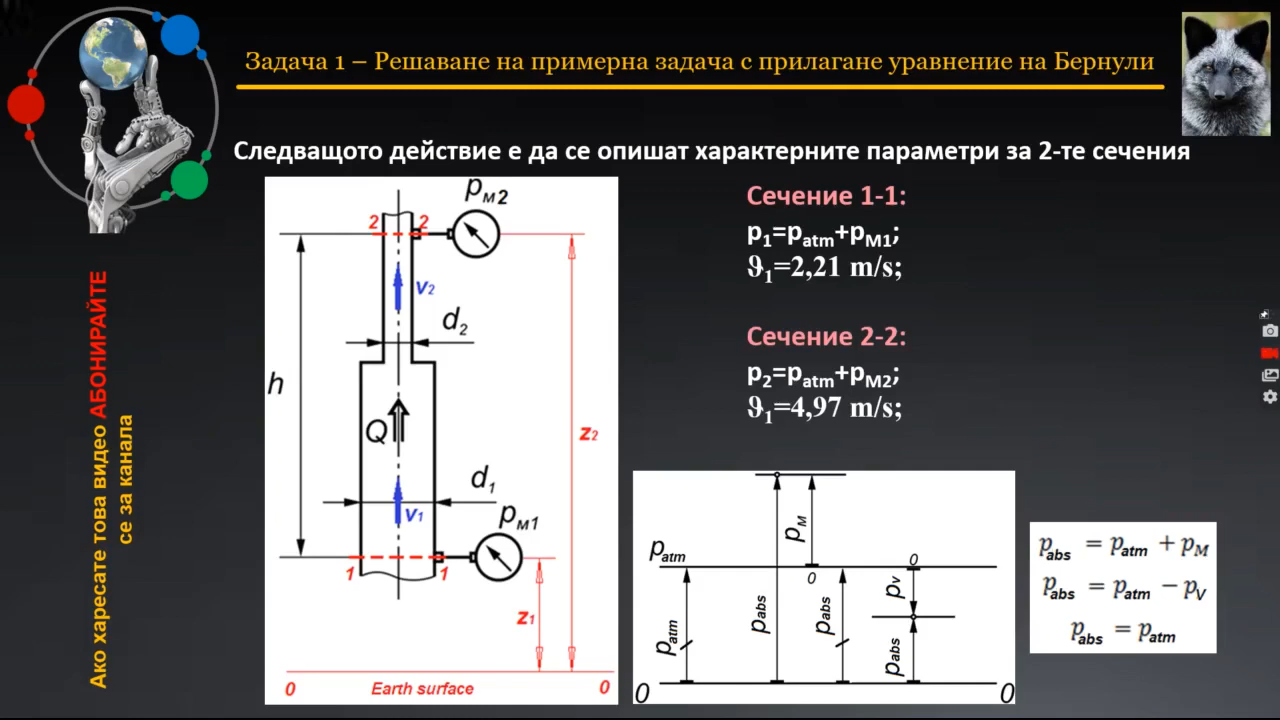 Задача 1 – Решаване на примерна задача с прилагане уравнение на Бернули
Следващото действие е да се опишат характерните параметри за 2-те сечения
Ако харесате това видео АБОНИРАЙТЕ
се за канала
pм2
2
2
v2
d2
h
Q
z2
d1
v1
pм1
1
1
z1
0
Earth surface
0
Сечение 1-1:
p1=patm+pM1;
ϑ1=2,21 m/s;
Сечение 2-2:
p2=patm+pM2;
ϑ1=4,97 m/s;
pм
patm
0
0
pv
patm
pabs
pabs
pabs
0
0
pabs = patm + pM
pabs = patm − pV
pabs = patm